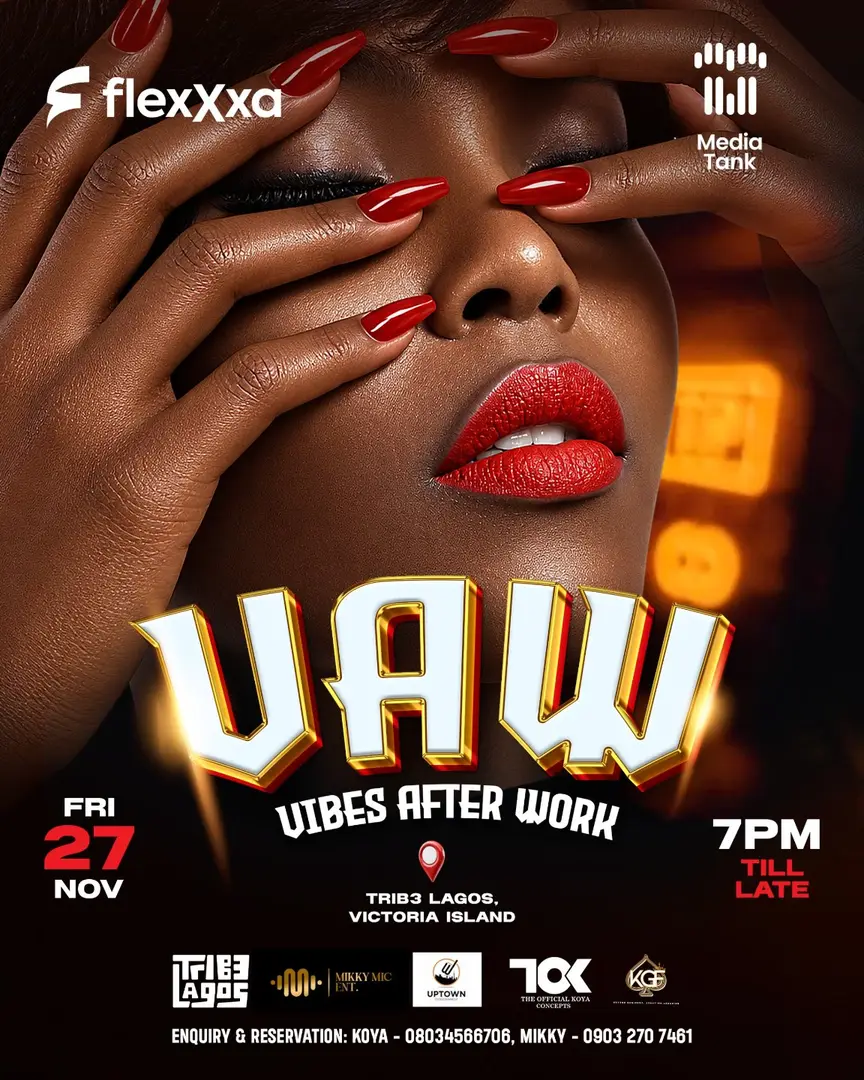 flexXxa
Media
Tank
VAW
VIBES AFTER WORK
FRI
27
NOV
7PM
TILL
LATE
TRIB3 LAGOS,
VICTORIA ISLAND
TRIB3
LAGOS
MIKKY MIC
ENT.
UPTOWN
TOK
THE OFFICIAL KOYA
CONCEPTS
KGF
ENQUIRY & RESERVATION: KOYA - 08034566706, MIKKY - 0903 270 7461